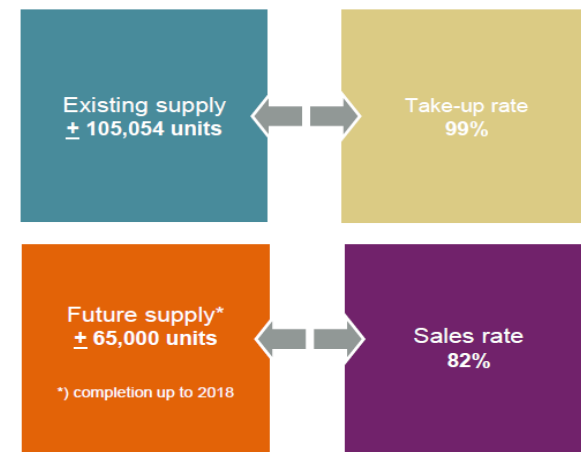 Existing supply
± 105,054 units
Take-up rate
99%
Future supply*
± 65,000 units
*) completion up to 2018
Sales rate
82%